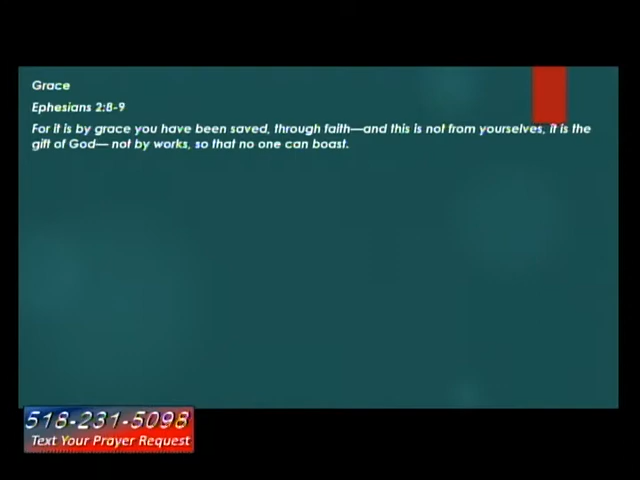 Grace
Ephesians 2:8-9
For it is by grace you have been saved, through faith—and this is not from yourselves, it is the
gift of God— not by works, so that no one can boast.
518-231-5098
Text Your Prayer Request